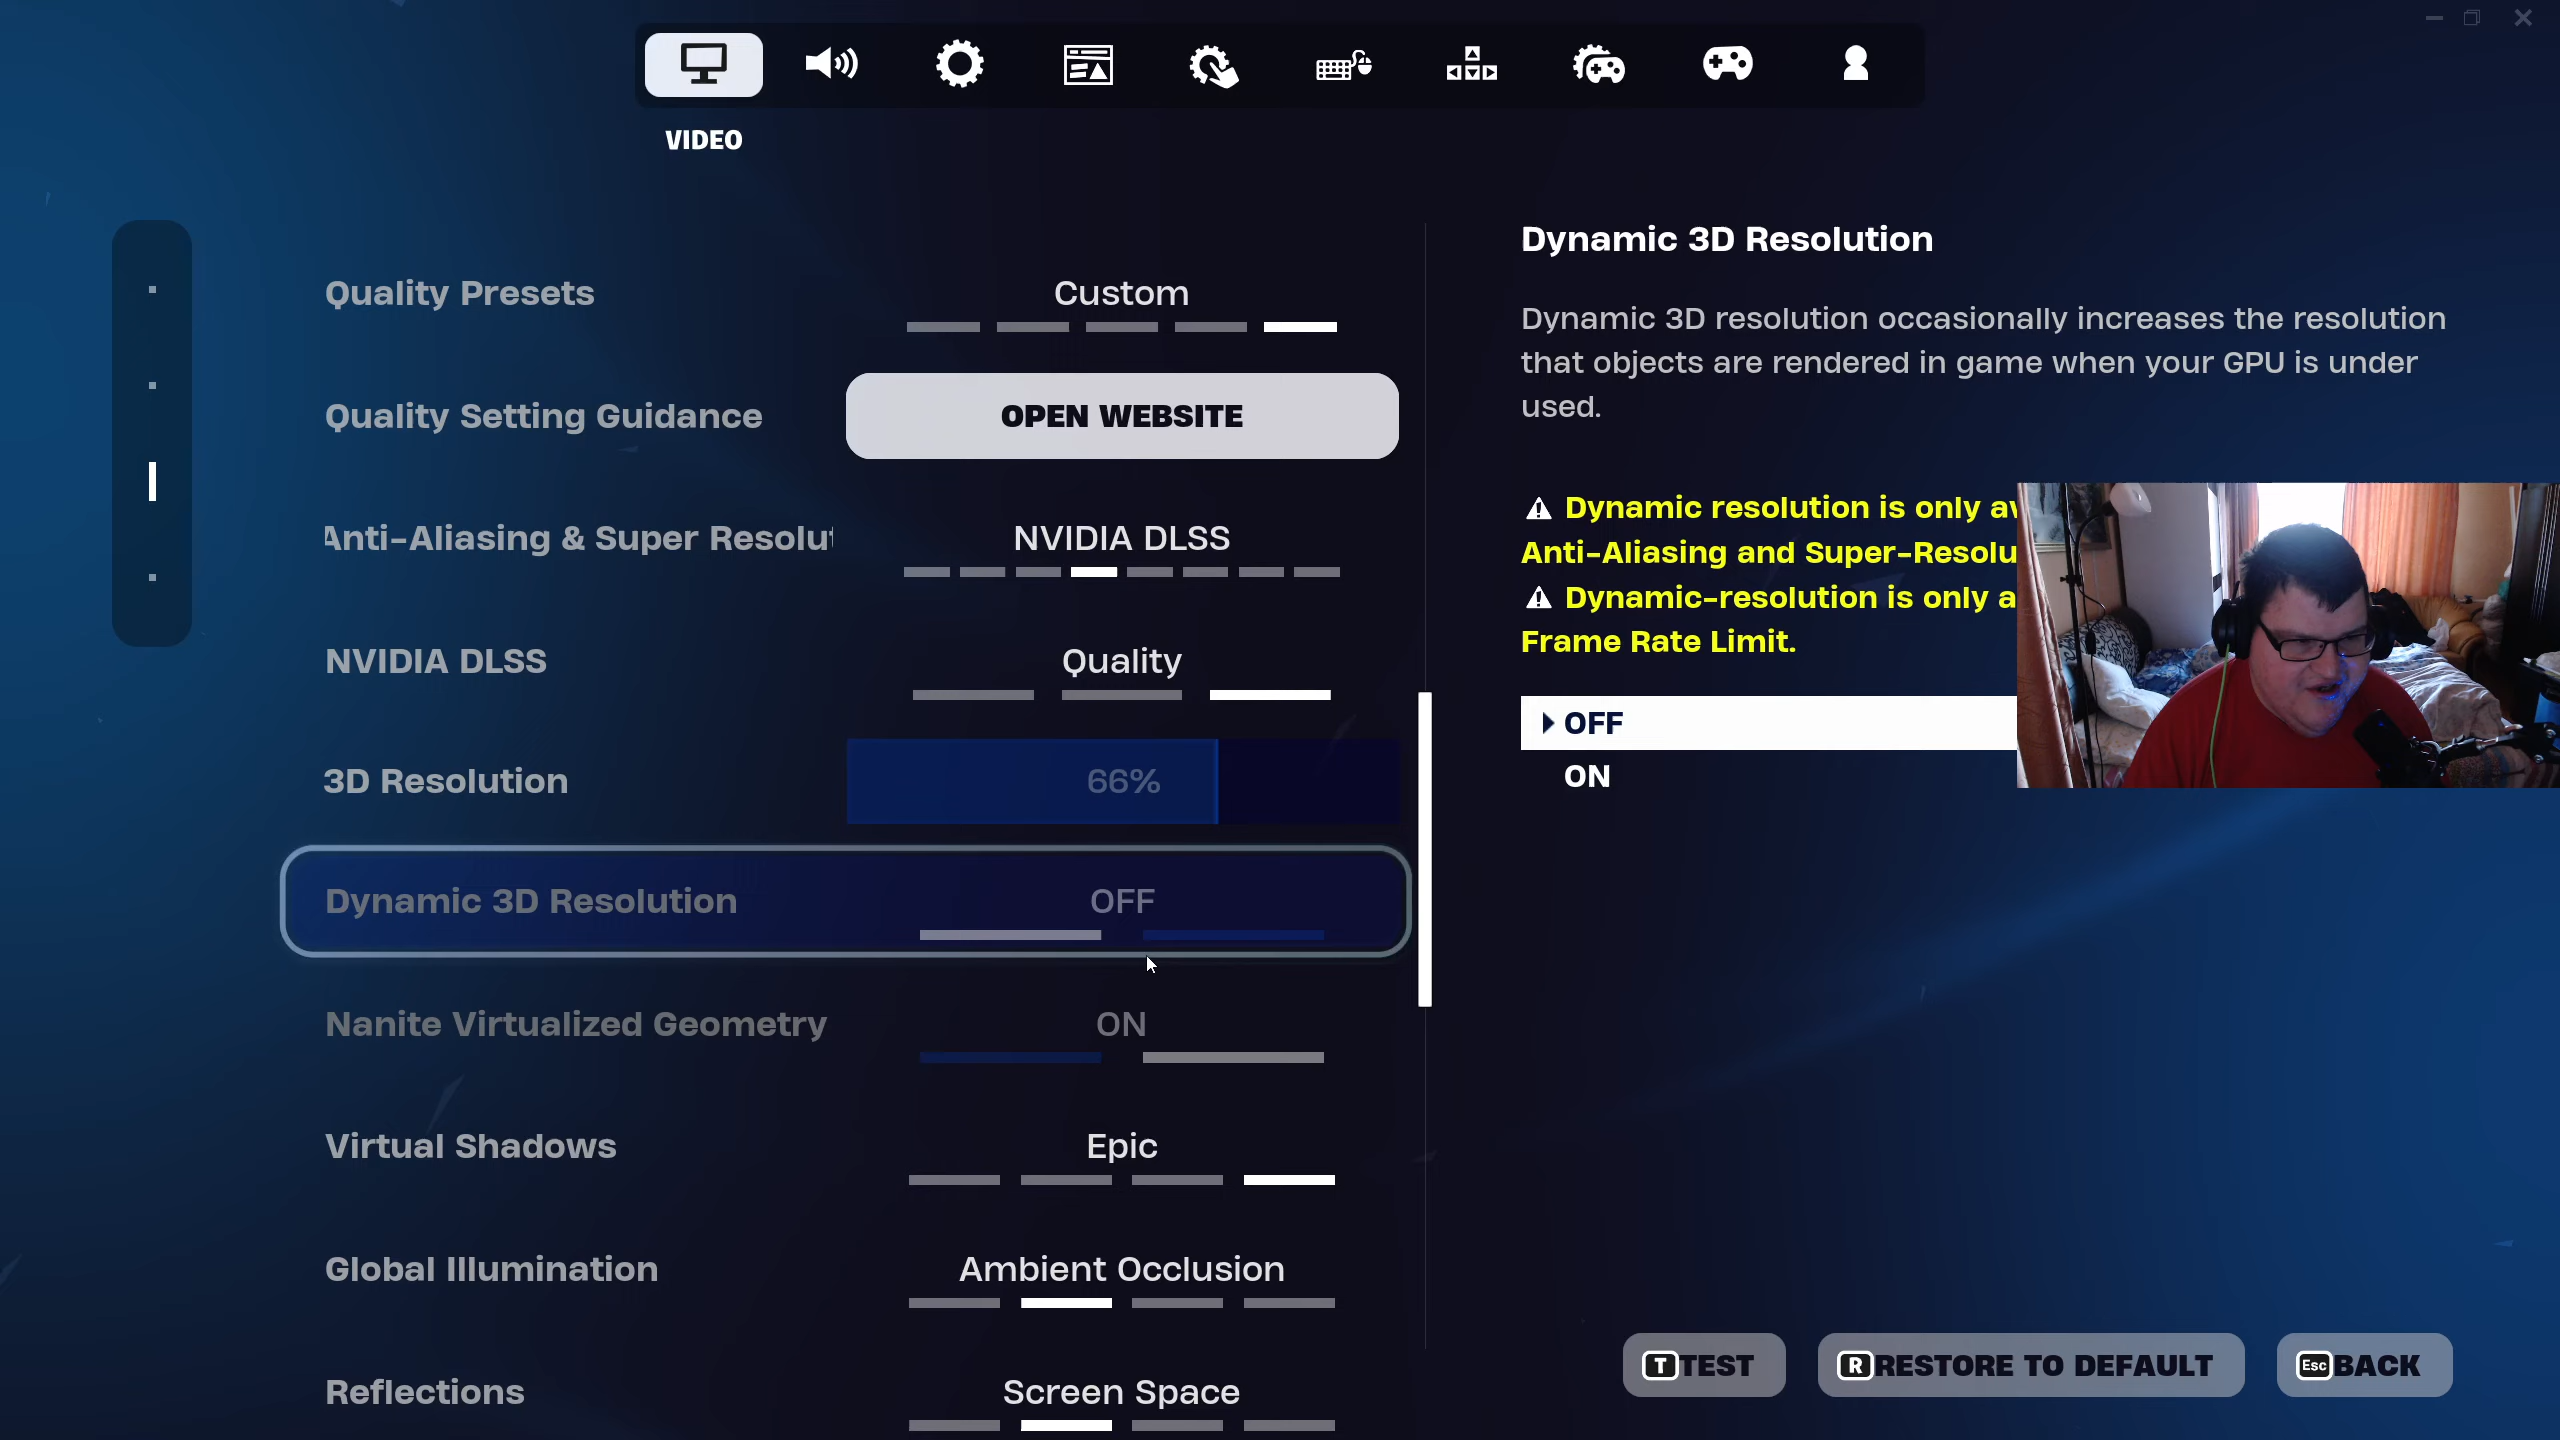 VIDEO
Quality Presets
Custom
Quality Setting Guidance
OPEN WEBSITE
Anti-Aliasing & Super Resolut
NVIDIA DLSS
NVIDIA DLSS
Quality
3D Resolution
66%
Dynamic 3D Resolution
OFF
Nanite Virtualized Geometry
ON
Virtual Shadows
Epic
Global Illumination
Ambient Occlusion
Reflections
Screen Space
Dynamic 3D Resolution
Dynamic 3D resolution occasionally increases the resolution
that objects are rendered in game when your GPU is under
used.
Dynamic resolution is only
Anti-Aliasing and Super-Resolu
Dynamic-resolution is only
Frame Rate Limit.
OFF
ON
T TEST
R RESTORE TO DEFAULT
Esc BACK